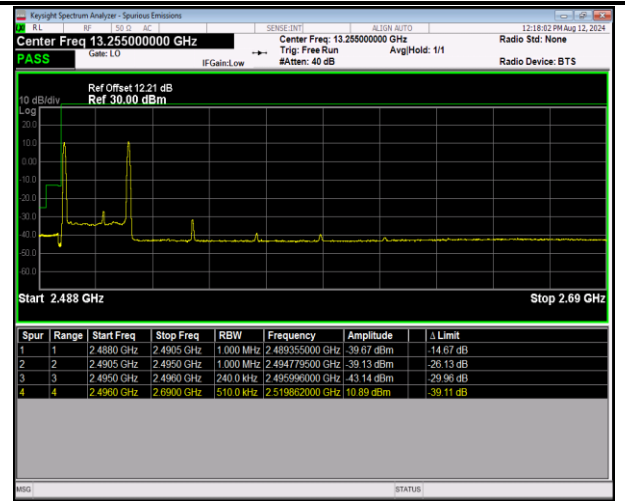 Keysight Spectrum Analyzer - Spurious Emissions
RL RF 50 Ω AC SENSE:INT ALIGN AUTO 12:18:02 PM Aug 12, 2024
Center Freq 13.255000000 GHz Center Freq: 13.255000000 GHz Radio Std: None
PASS Gate: LO Trig: Free Run Avg|Hold: 1/1
IFGain:Low #Atten: 40 dB Radio Device: BTS
Ref Offset 12.21 dB
10 dB/div Ref 30.00 dBm
Log
20.0
10.0
0.00
10.0
20.0
30.0
40.0
50.0
60.0
Start 2.488 GHz Stop 2.69 GHz
Spur Range Start Freq Stop Freq RBW Frequency Amplitude Δ Limit
1 1 2.4880 GHz 2.4905 GHz 1.000 MHz 2.489355000 GHz -39.67 dBm -14.67 dB
2 2 2.4905 GHz 2.4950 GHz 1.000 MHz 2.494779500 GHz -39.13 dBm -26.13 dB
3 3 2.4950 GHz 2.4960 GHz 240.0 kHz 2.495996000 GHz -43.14 dBm -29.96 dB
4 4 2.4960 GHz 2.6900 GHz 510.0 kHz 2.519862000 GHz 10.89 dBm -39.11 dB
MSG STATUS